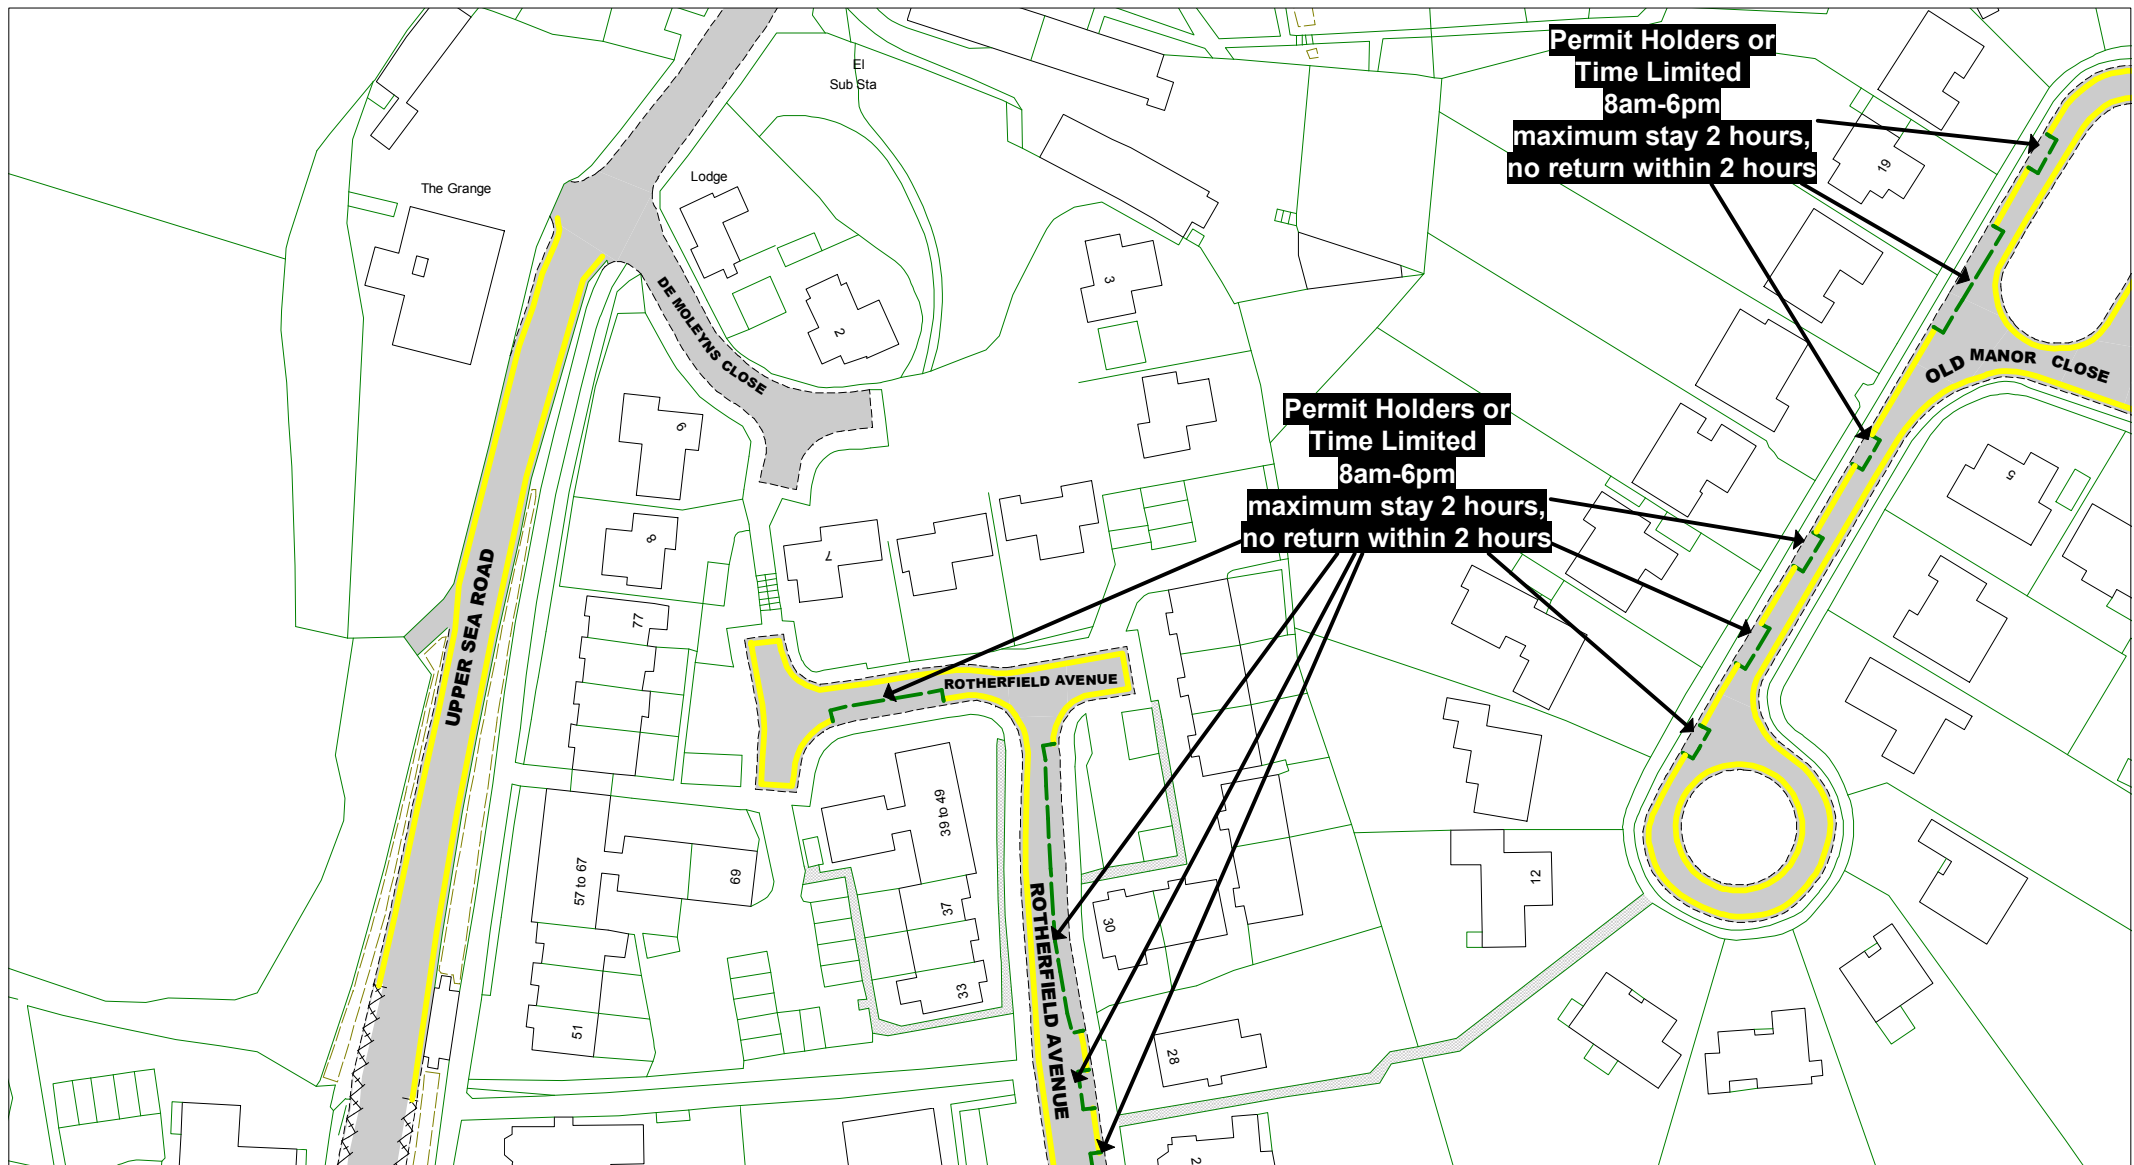 Permit Holders or
Time Limited
8am-6pm
maximum stay 2 hours,
no return within 2 hours
El
Sub Sta
Lodge
The Grange
19
3
2
DE MOLEYNS CLOSE
OLD MANOR CLOSE
Permit Holders or
Time Limited
8am-6pm
maximum stay 2 hours,
no return within 2 hours
9
5
8
7
UPPER SEA ROAD
77
ROTHERFIELD AVENUE
39 to 49
57 to 67
69
37
30
12
ROTHERFIELD AVENUE
33
51
28
2